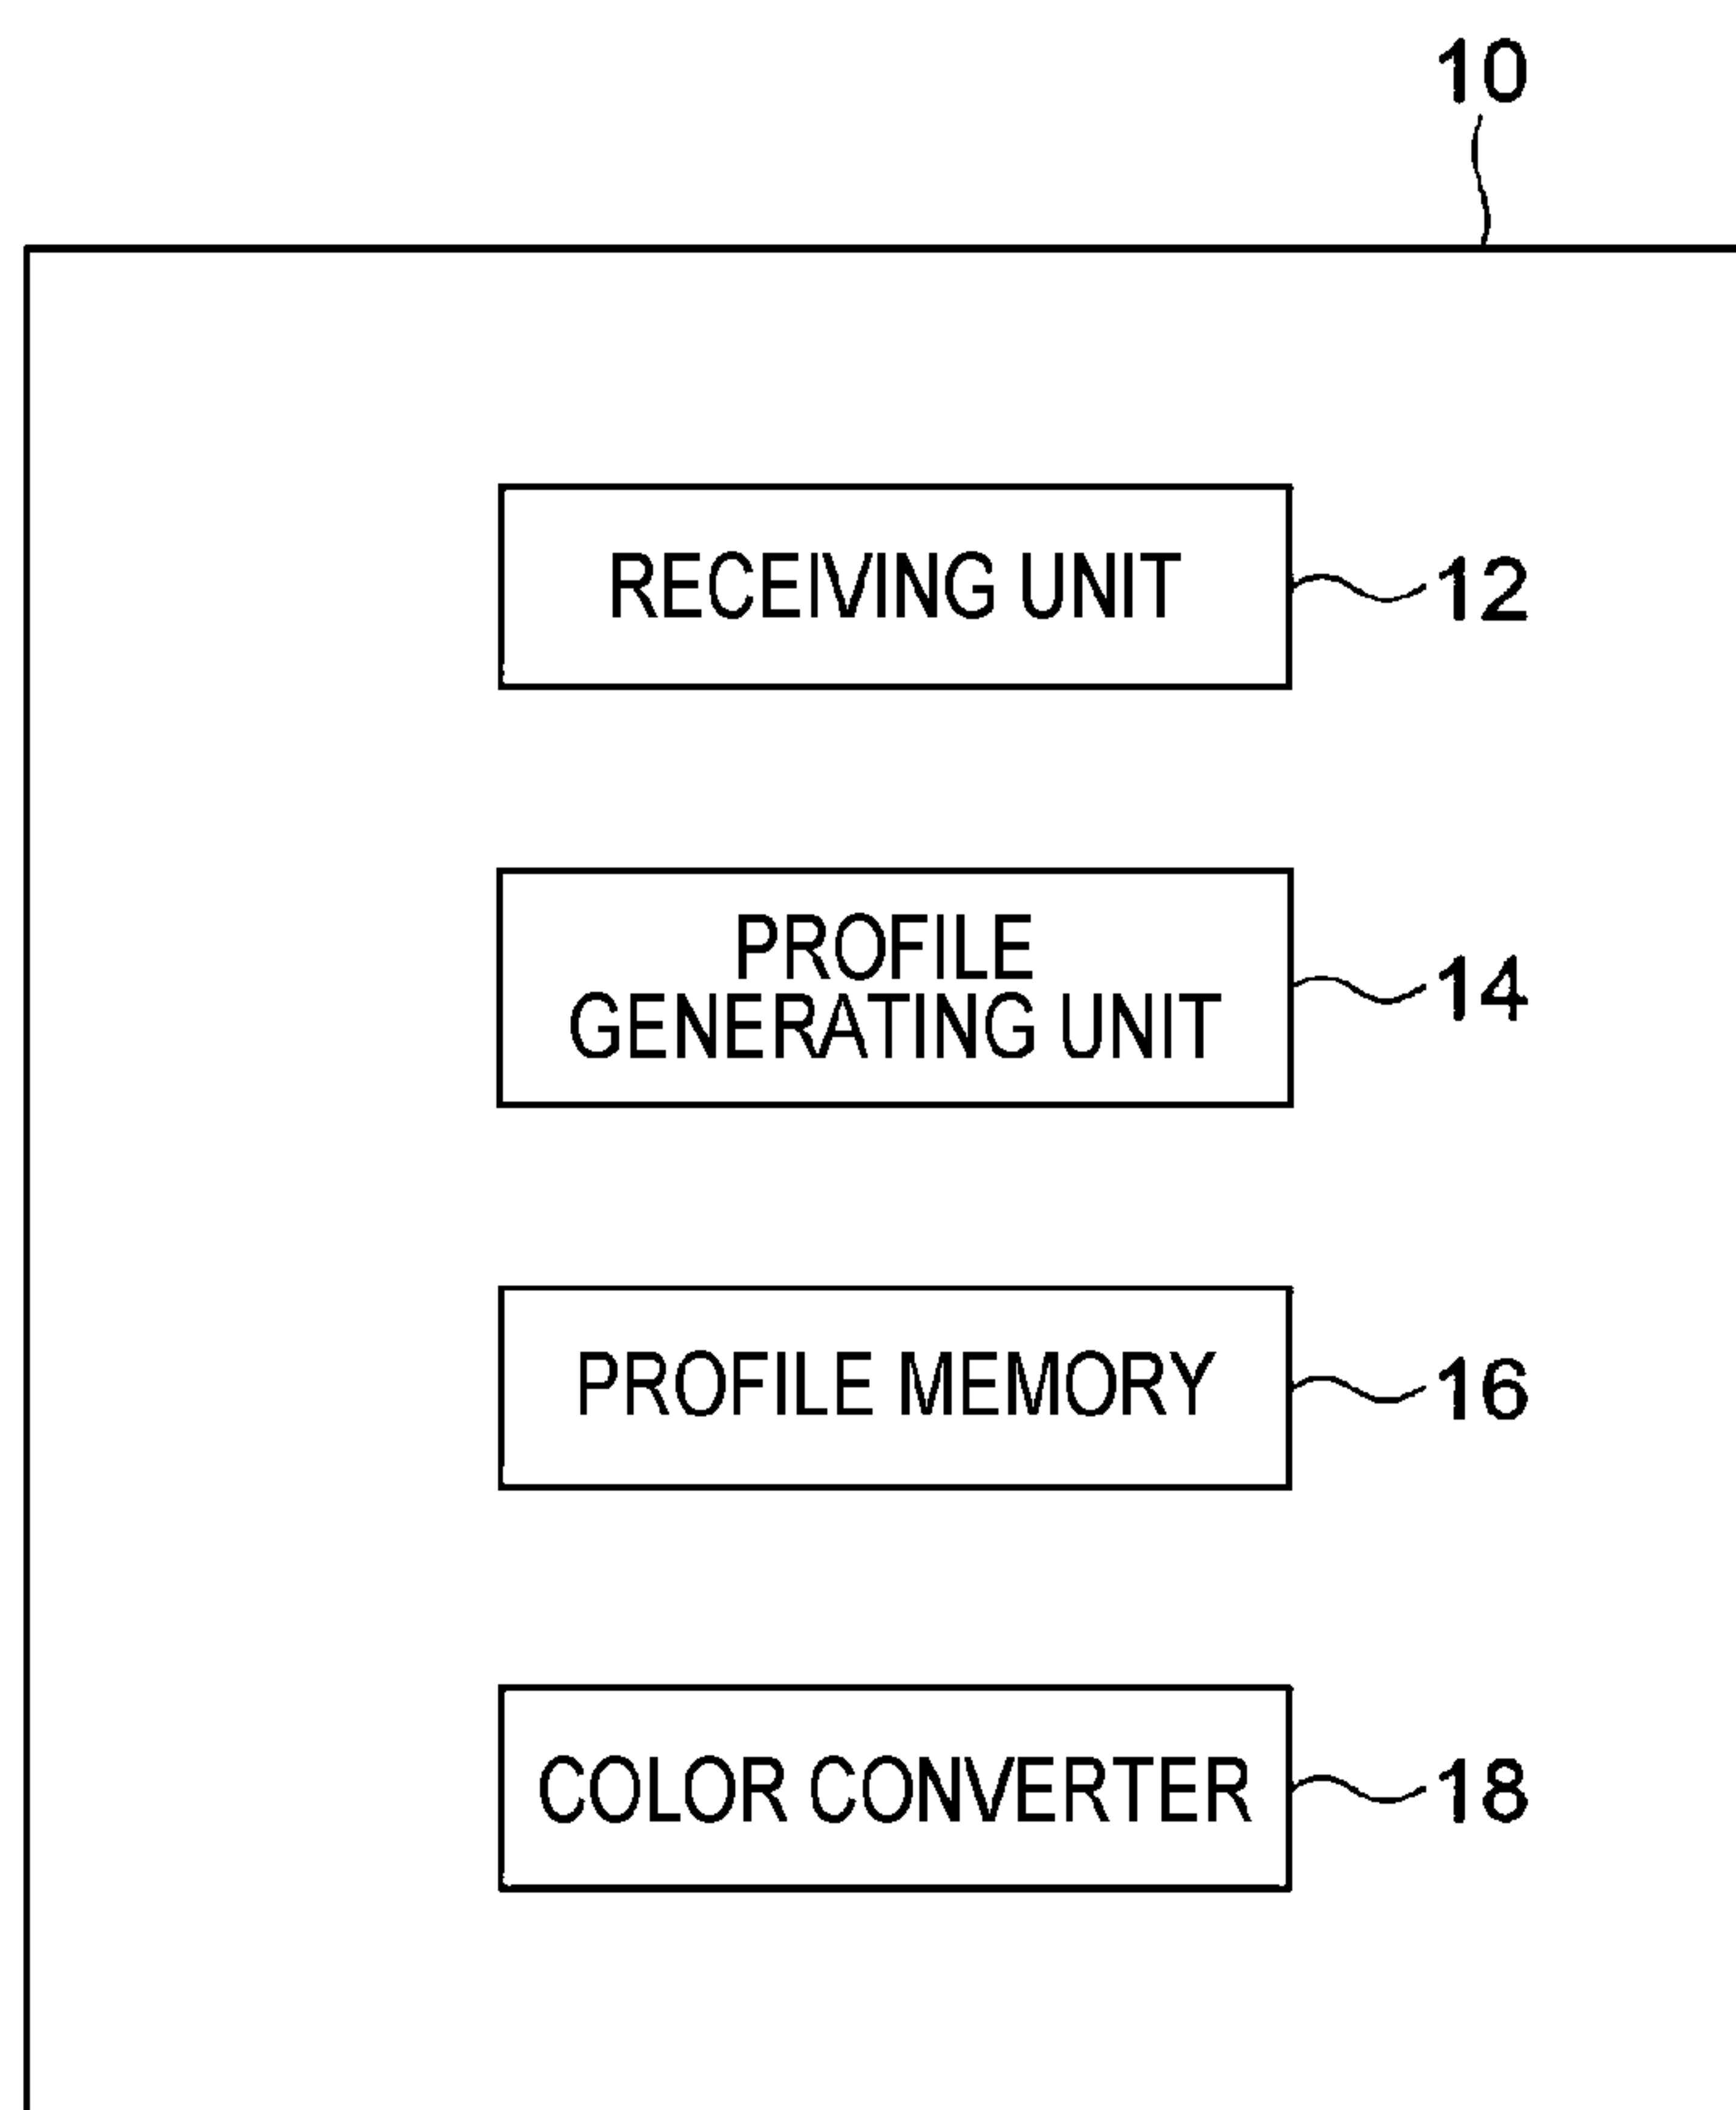 10
RECEIVING UNIT
12
PROFILE
GENERATING UNIT
14
PROFILE MEMORY
16
COLOR CONVERTER
18